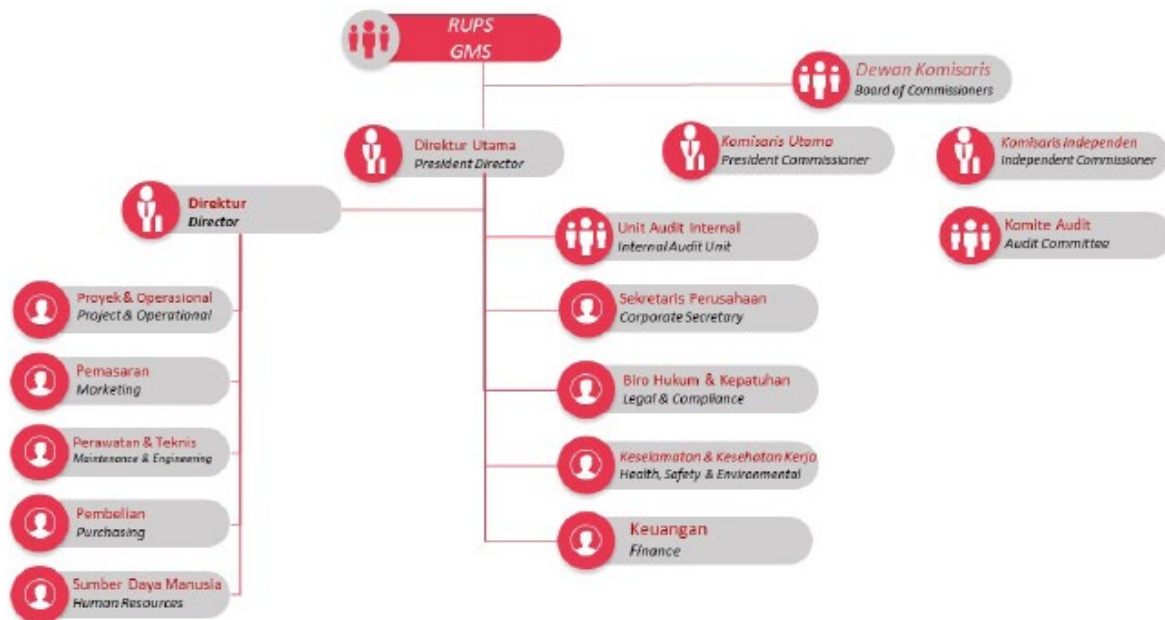 RUPS
GMS
Dewan Komisaris
Board of Commissioners
Direktur Utama
President Director
Komisaris Utama
President Commissioner
Komisaris Independen
Independent Commissioner
Direktur
Director
Unit Audit Internal
Internal Audit Unit
Komite Audit
Audit Committee
Proyek & Operasional
Project & Operational
Sekretaris Perusahaan
Corporate Secretary
Pemasaran
Marketing
Biro Hukum & Kepatuhan
Legal & Compliance
Perawatan & Teknis
Maintenance & Engineering
Keselamatan & Kesehatan Kerja
Health, Safety & Environmental
Pembelian
Purchasing
Keuangan
Finance
Sumber Daya Manusia
Human Resources